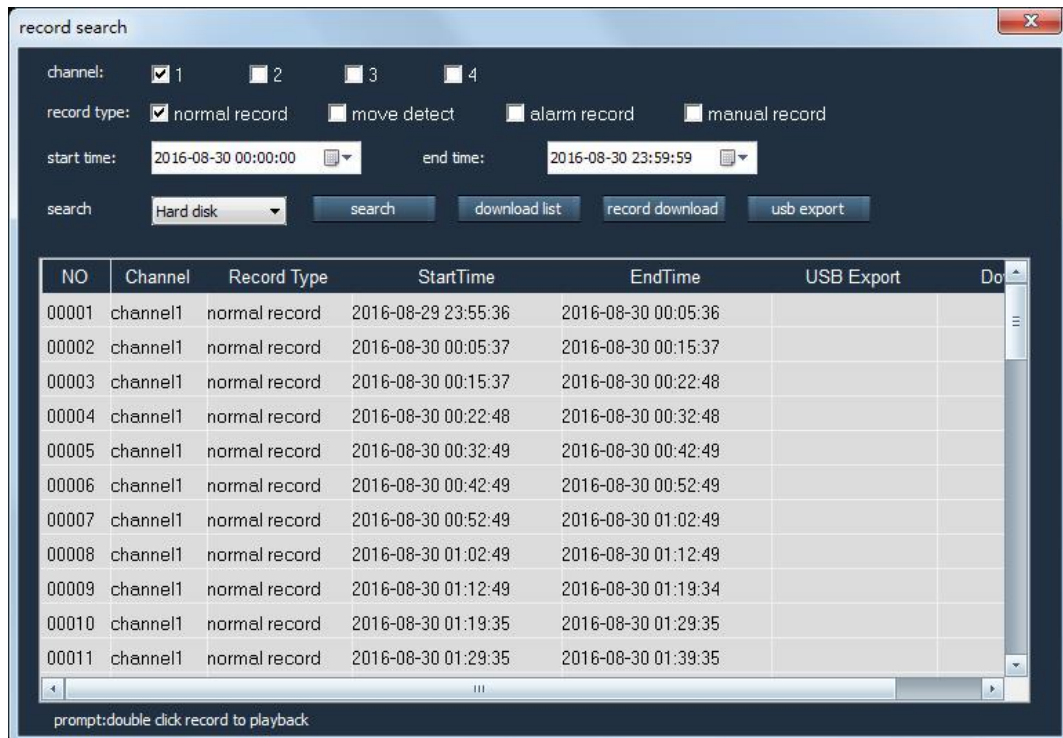 record search
channel: 1 2 3 4
record type: normal record move detect alarm record manual record
start time: 2016-08-30 00:00:00 end time: 2016-08-30 23:59:59
search Hard disk search download list record download usb export
NO Channel Record Type StartTime EndTime USB Export Do
00001 channel1 normal record 2016-08-29 23:55:36 2016-08-30 00:05:36
00002 channel1 normal record 2016-08-30 00:05:37 2016-08-30 00:15:37
00003 channel1 normal record 2016-08-30 00:15:37 2016-08-30 00:22:48
00004 channel1 normal record 2016-08-30 00:22:48 2016-08-30 00:32:48
00005 channel1 normal record 2016-08-30 00:32:49 2016-08-30 00:42:49
00006 channel1 normal record 2016-08-30 00:42:49 2016-08-30 00:52:49
00007 channel1 normal record 2016-08-30 00:52:49 2016-08-30 01:02:49
00008 channel1 normal record 2016-08-30 01:02:49 2016-08-30 01:12:49
00009 channel1 normal record 2016-08-30 01:12:49 2016-08-30 01:19:34
00010 channel1 normal record 2016-08-30 01:19:35 2016-08-30 01:29:35
00011 channel1 normal record 2016-08-30 01:29:35 2016-08-30 01:39:35
prompt:double click record to playback